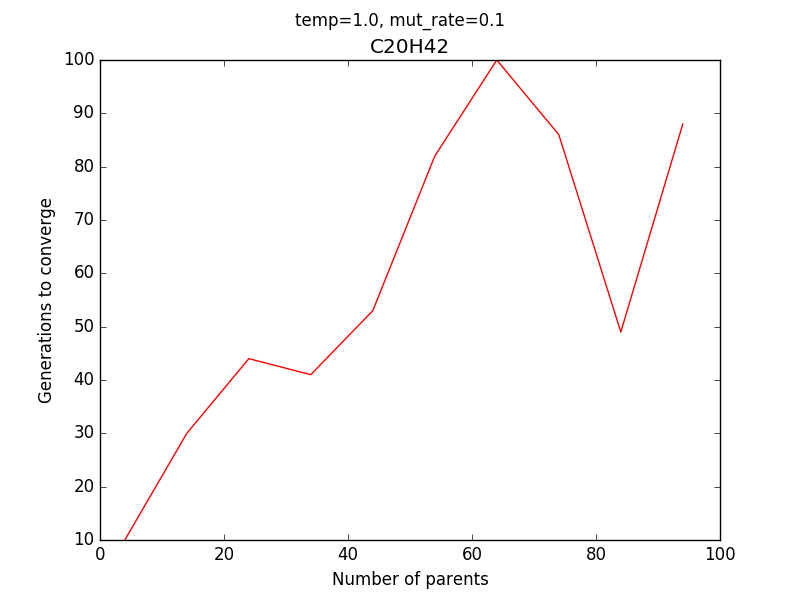 temp=1.0, mut_rate=0.1
C20H42
100
90
80
70
60
50
40
30
20
10
Generations to converge
0 20 40 60 80 100
Number of parents